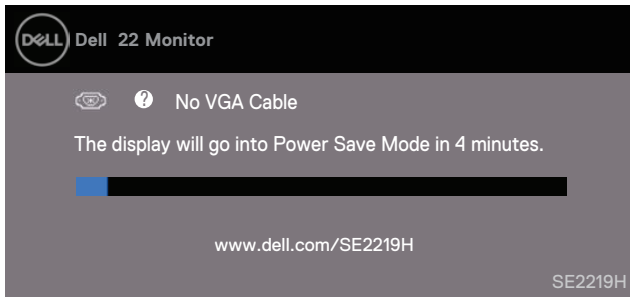 DELL Dell 22 Monitor
? No VGA Cable
The display will go into Power Save Mode in 4 minutes.
www.dell.com/SE2219H
SE2219H